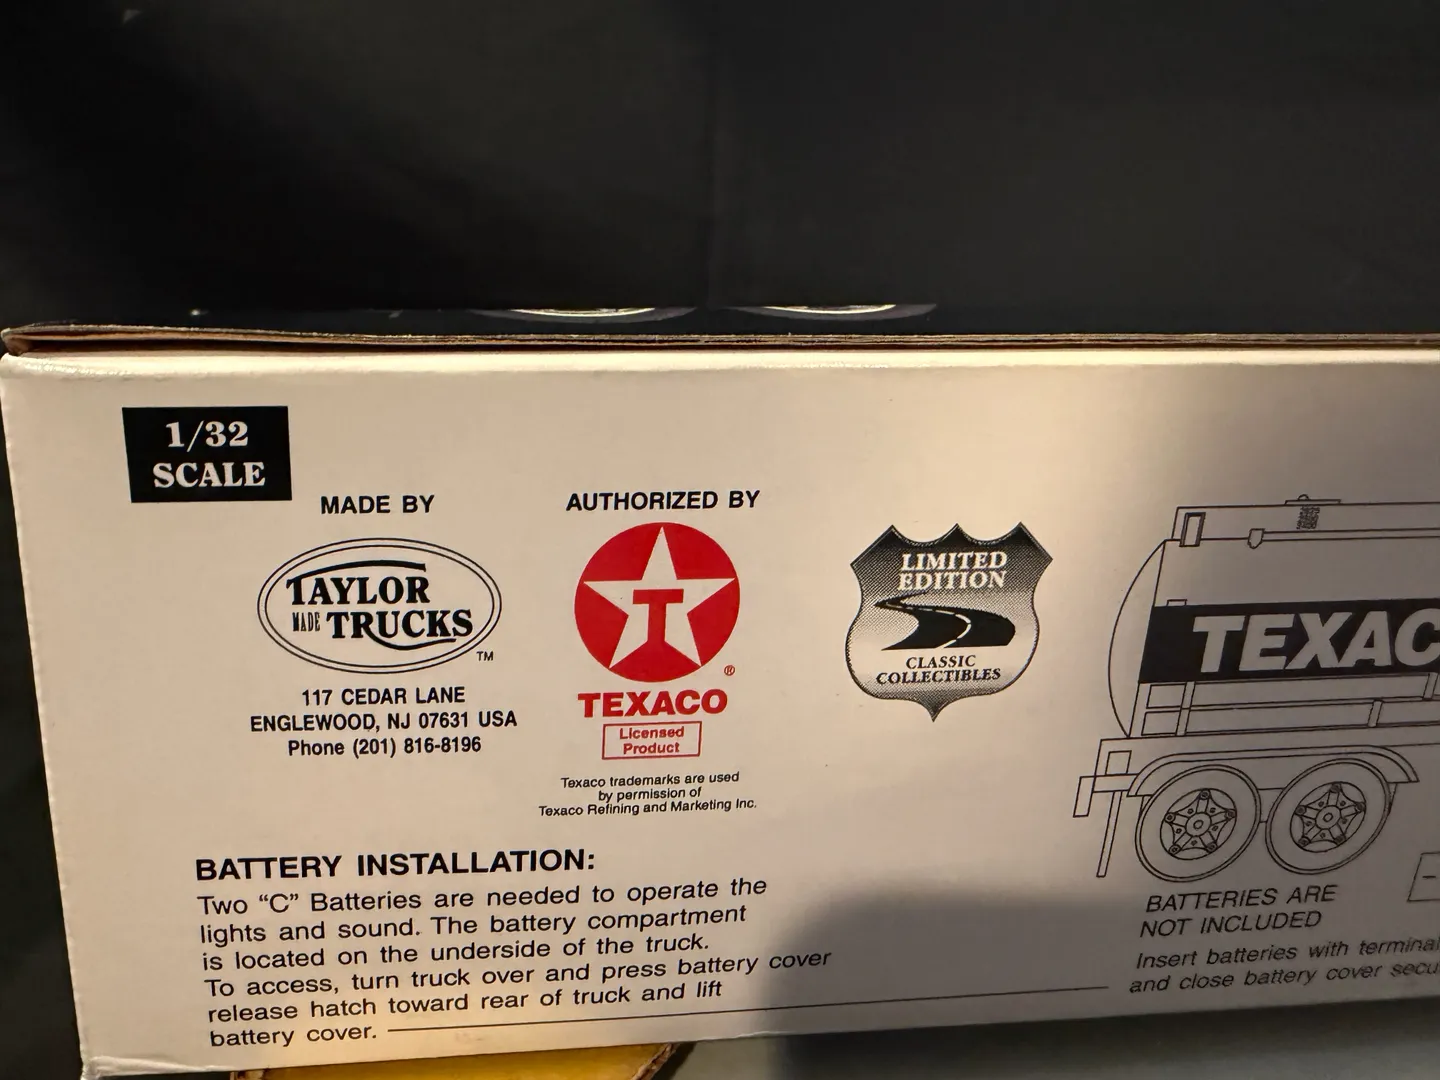 1/32
SCALE
MADE BY
TAYLOR
MADE TRUCKS
TM
117 CEDAR LANE
ENGLEWOOD, NJ 07631 USA
Phone (201) 816-8196
AUTHORIZED BY
T
®
TEXACO
Licensed
Product
Texaco trademarks are used
by permission of
Texaco Refining and Marketing Inc.
LIMITED
EDITION
CLASSIC
COLLECTIBLES
TEXAC
BATTERY INSTALLATION:
Two “C” Batteries are needed to operate the
lights and sound. The battery compartment
is located on the underside of the truck.
To access, turn truck over and press battery cover
release hatch toward rear of truck and lift
battery cover.
BATTERIES ARE
NOT INCLUDED
Insert batteries with terminal
and close battery cover secu